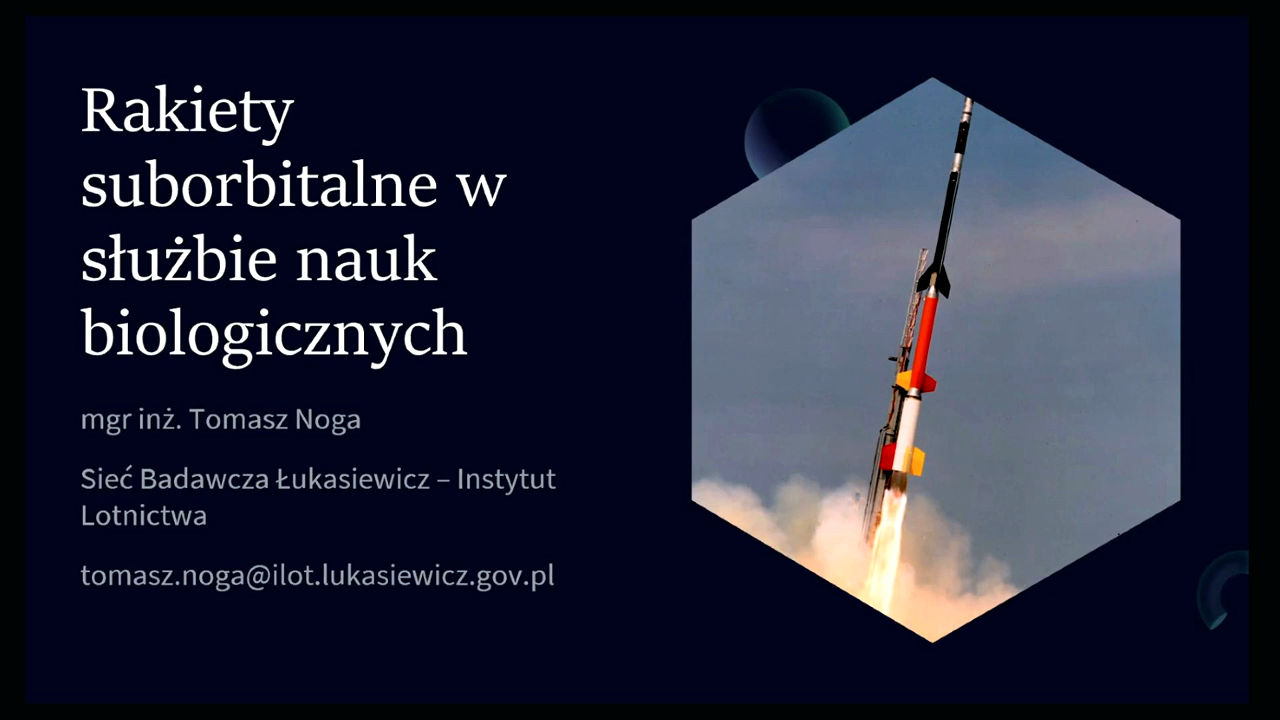 Rakiety
suborbitalne w
służbie nauk
biologicznych
mgr inż. Tomasz Noga
Sieć Badawcza Łukasiewicz – Instytut
Lotnictwa
tomasz.noga@ilot.lukasiewicz.gov.pl